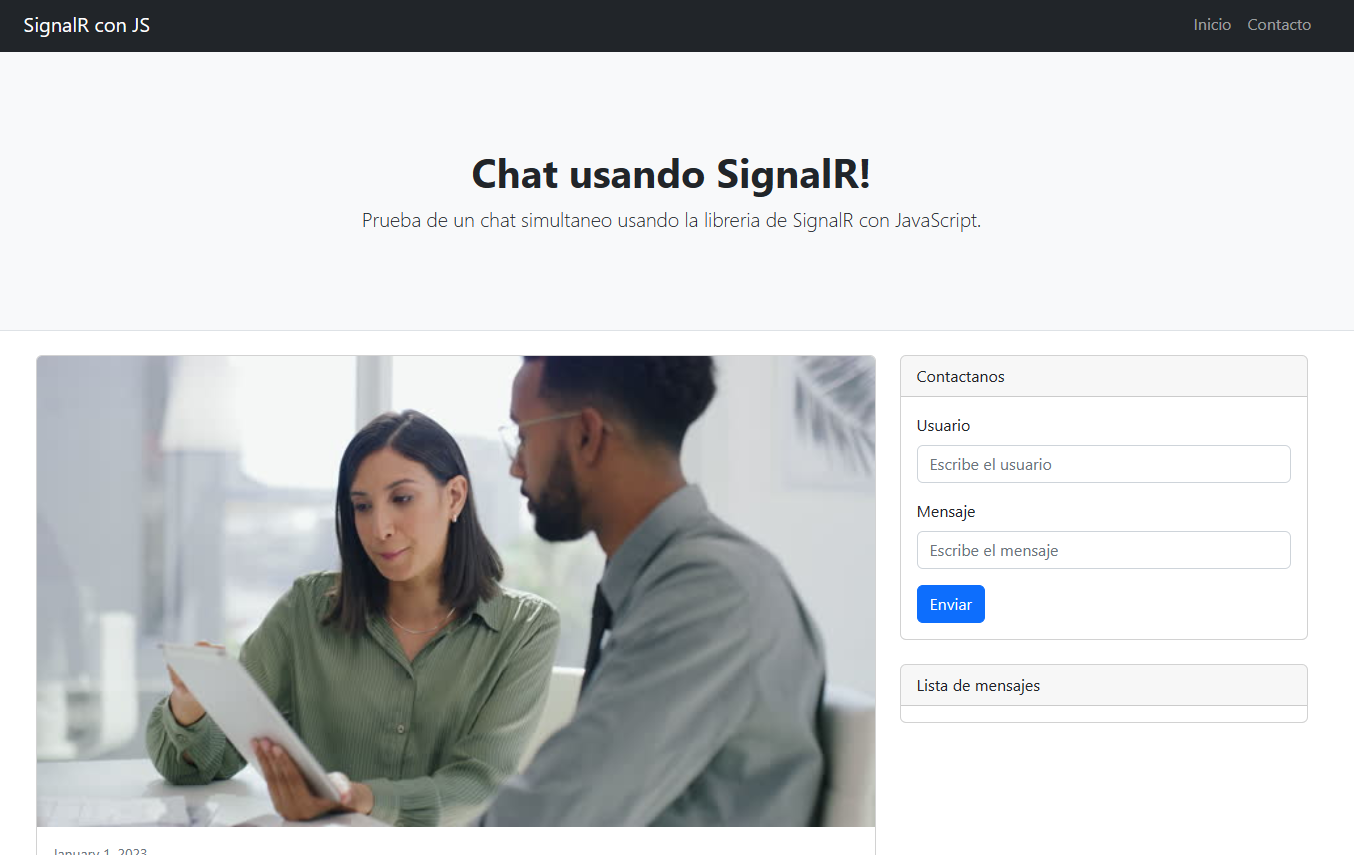 SignalR con JS
Inicio Contacto
Chat usando SignalR!
Prueba de un chat simultaneo usando la libreria de SignalR con JavaScript.
Contactanos
Usuario
Escribe el usuario
Mensaje
Escribe el mensaje
Enviar
Lista de mensajes
January 1, 2023